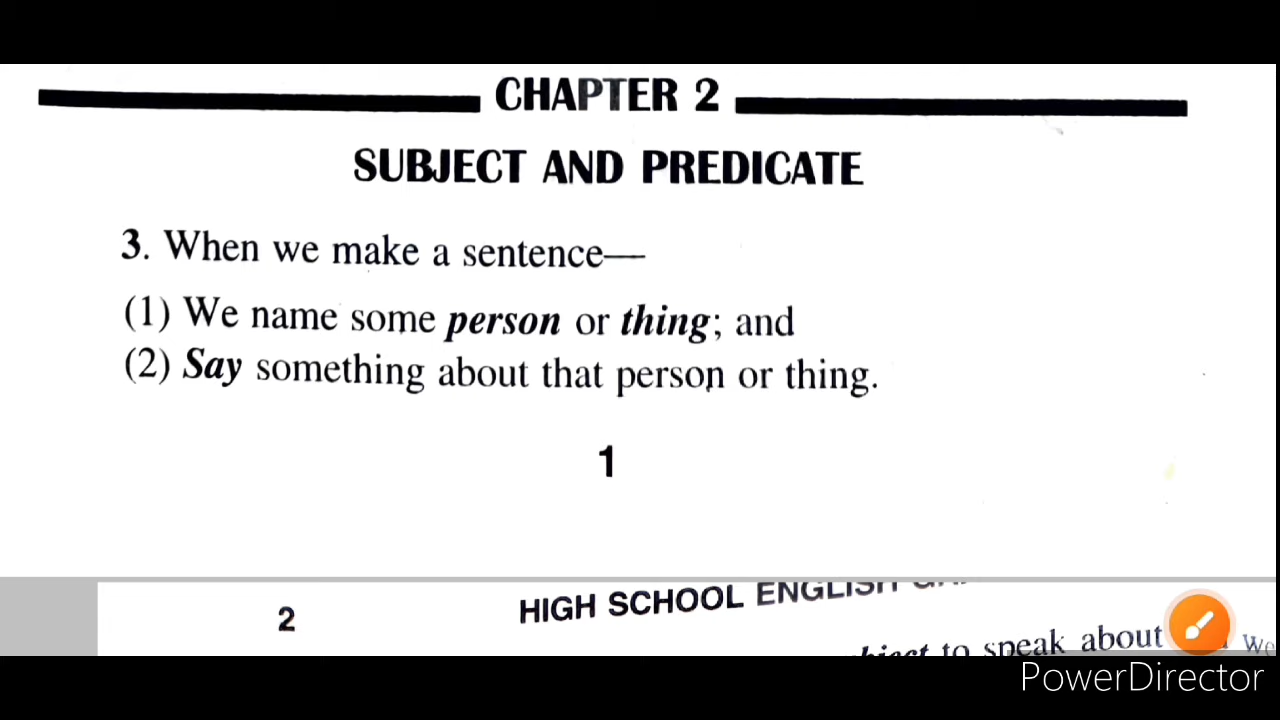 CHAPTER 2
SUBJECT AND PREDICATE
3. When we make a sentence—
(1) We name some person or thing; and
(2) Say something about that person or thing.
1
2 HIGH SCHOOL ENGLISH
to speak about
PowerDirector